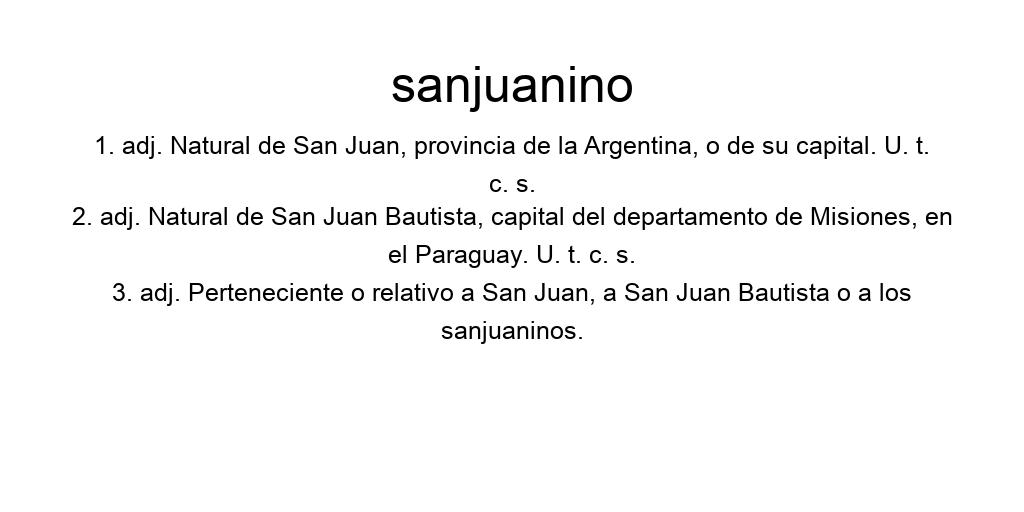 sanjuanino
1. adj. Natural de San Juan, provincia de la Argentina, o de su capital. U. t.
c. s.
2. adj. Natural de San Juan Bautista, capital del departamento de Misiones, en
el Paraguay. U. t. c. s.
3. adj. Perteneciente o relativo a San Juan, a San Juan Bautista o a los
sanjuaninos.